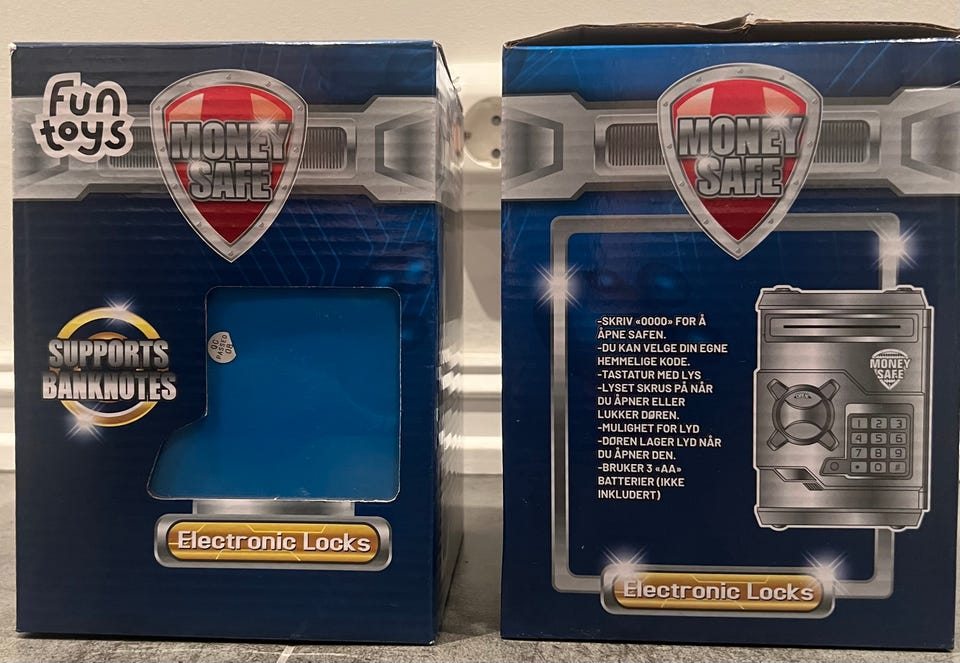 Fun
toys
MONEY
SAFE
SUPPORTS
BANKNOTES
QC
PASSED
Electronic Locks
MONEY
SAFE
-SKRIV «0000» FOR Å
ÅPNE SAFEN.
-DU KAN VELGE DIN EGNE
HEMMELIGE KODE.
-TASTATUR MED LYS
-LYSET SKRUS PÅ NÅR
DU ÅPNER ELLER
LUKKER DØREN.
-MULIGHET FOR LYD
-DØREN LAGER LYD NÅR
DU ÅPNER DEN.
-BRUKER 3 «AA»
BATTERIER (IKKE
INKLUDERT)
MONEY
SAFE
1 2 3
4 5 6
7 8 9
* 0 #
Electronic Locks